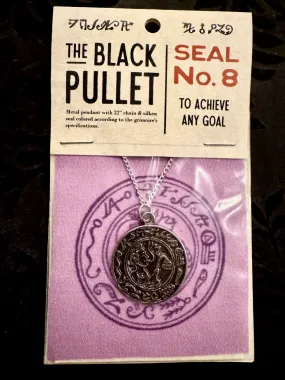 THE BLACK
PULLET
Metal pendant with 22" chain & silken
seal colored according to the grimoire's
specifications.
SEAL
No. 8
TO ACHIEVE
ANY GOAL